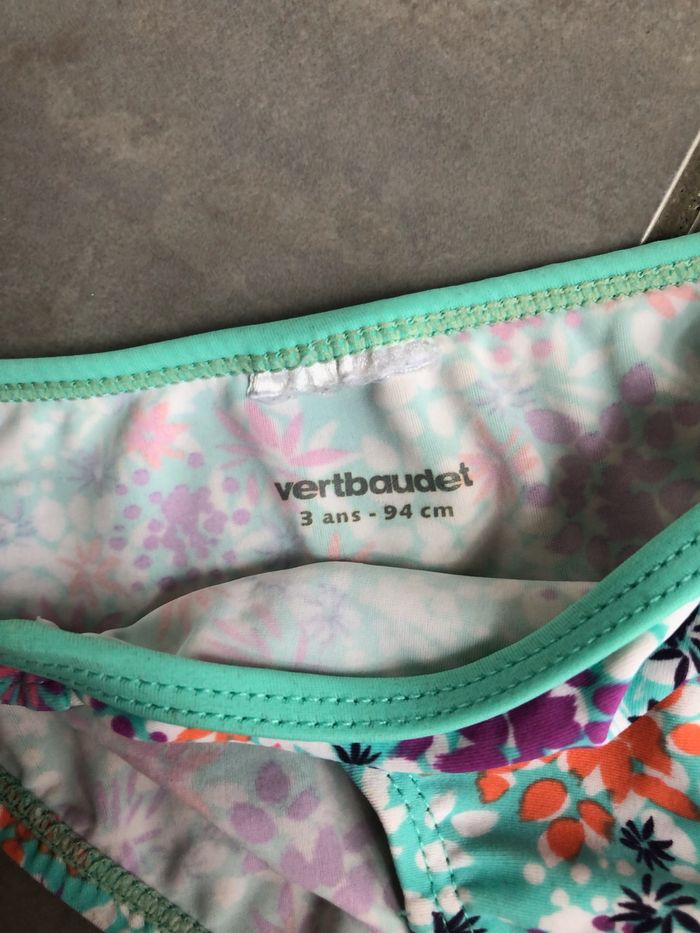 vertbaudet
3 ans - 94 cm